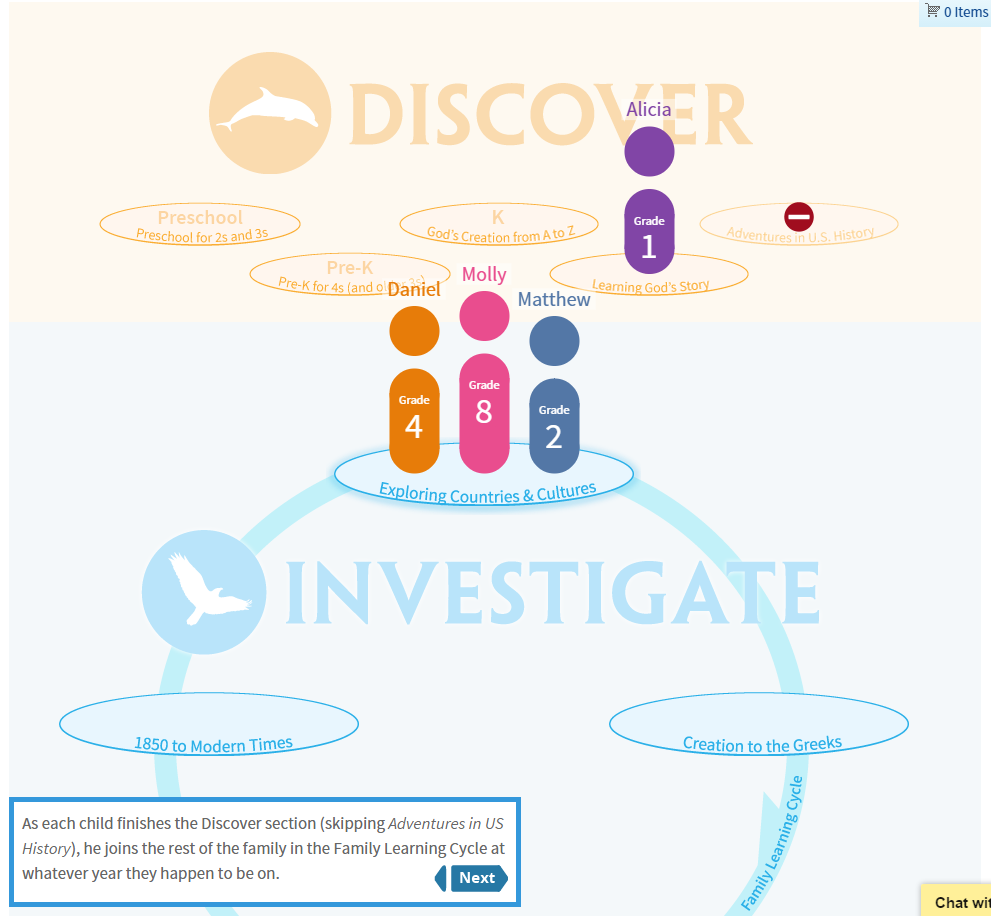 0 Items
DISCOVER
Alicia
Grade
1
Preschool
Preschool for 2s and 3s
K
God's Creation from A to Z
Adventures in U.S. History
Pre-K
Pre-K for 4s (and
Learning God's Story
Daniel
Molly
Matthew
Grade
4
Grade
8
Grade
2
Exploring Countries & Cultures
INVESTIGATE
1850 to Modern Times
Creation to the Greeks
Family Learning Cycle
As each child finishes the Discover section (skipping Adventures in US
History), he joins the rest of the family in the Family Learning Cycle at
whatever year they happen to be on.
Next
Chat wit